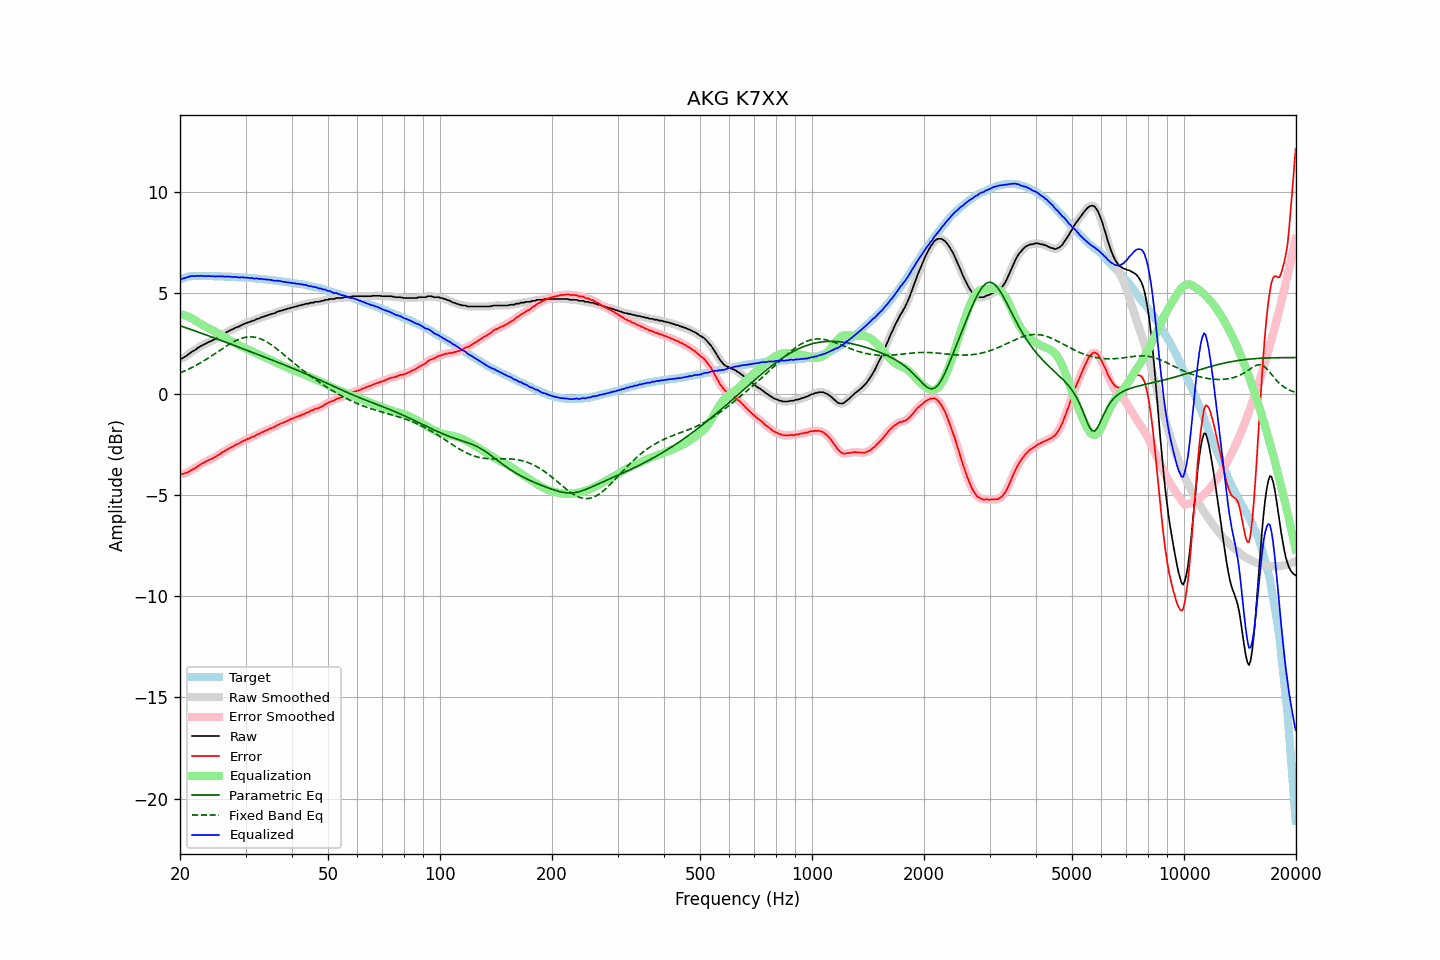 AKG K7XX
Amplitude (dBr)
10
5
0
−5
−10
−15
−20
Target
Raw Smoothed
Error Smoothed
Raw
Error
Equalization
Parametric Eq
Fixed Band Eq
Equalized
20
50
100
200
500
1000
2000
5000
10000
20000
Frequency (Hz)